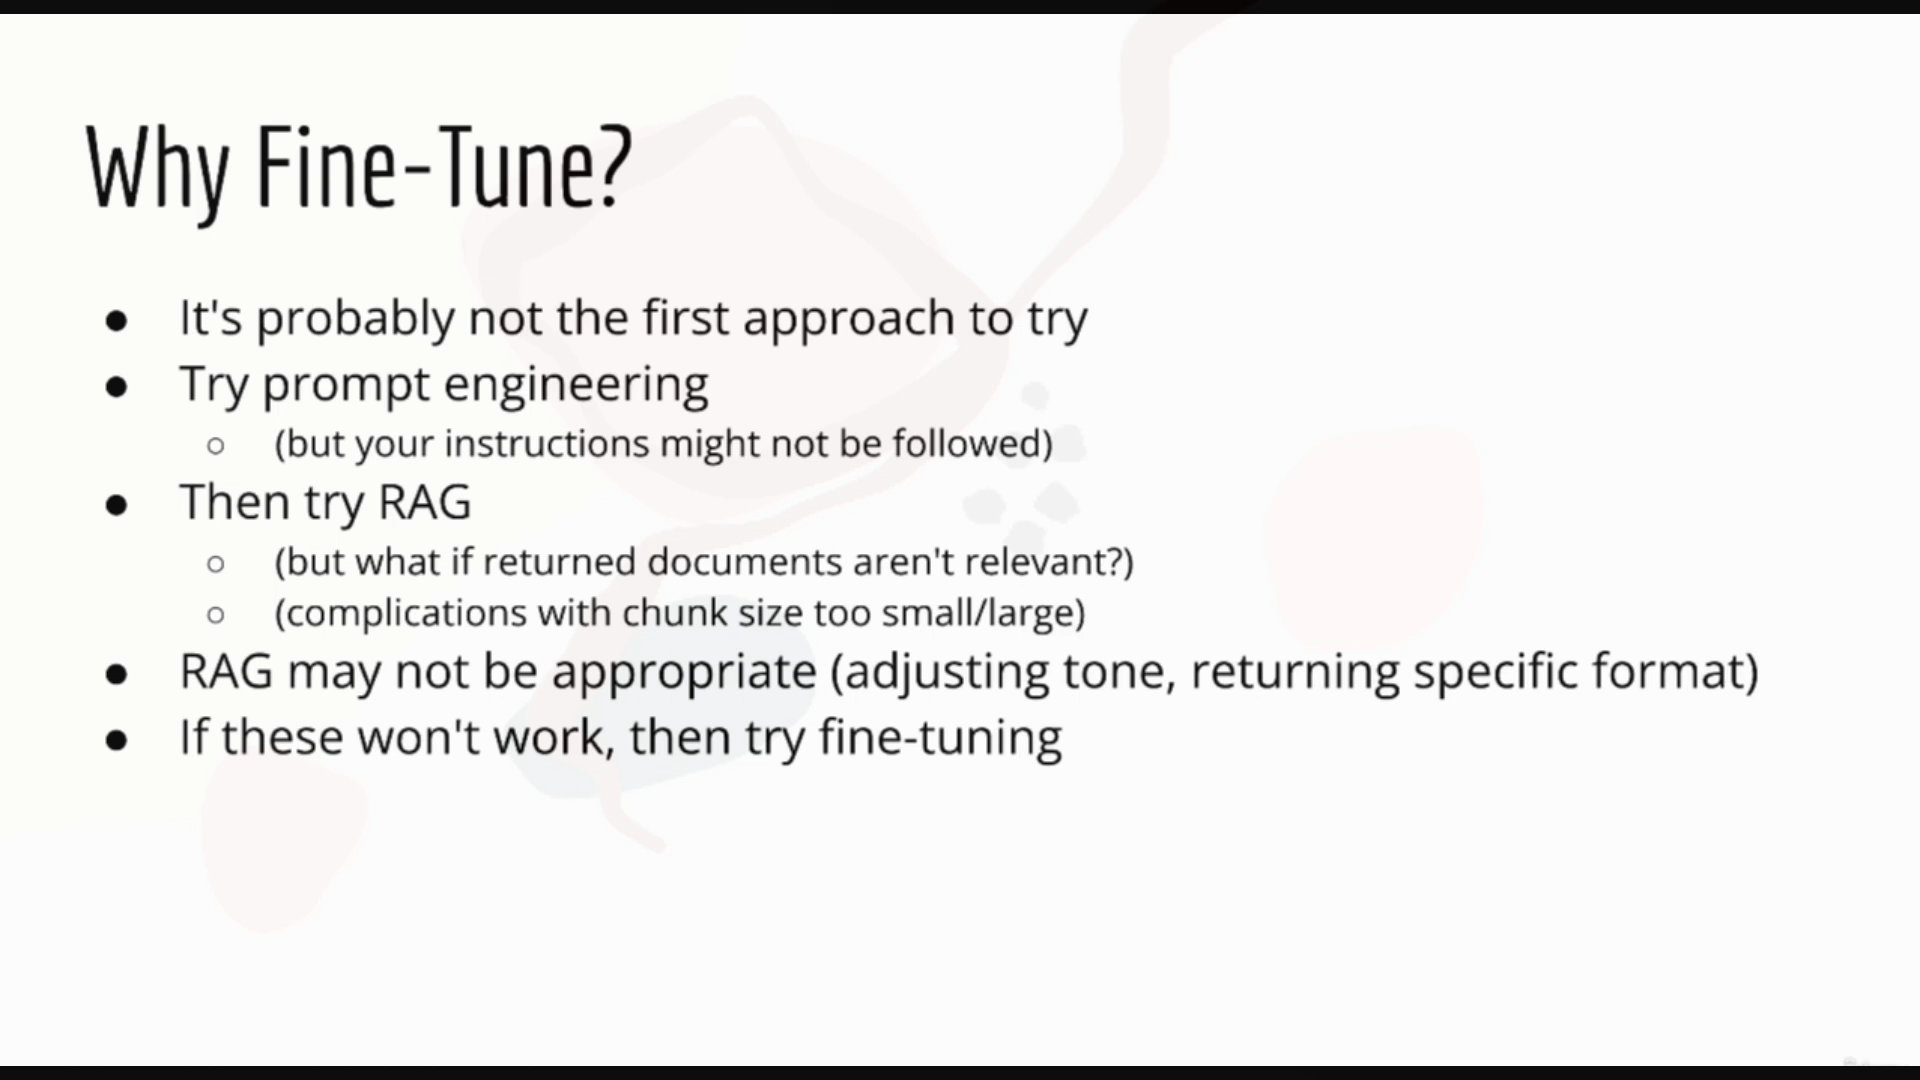 Why Fine-Tune?
● It's probably not the first approach to try
● Try prompt engineering
○ (but your instructions might not be followed)
● Then try RAG
○ (but what if returned documents aren't relevant?)
○ (complications with chunk size too small/large)
● RAG may not be appropriate (adjusting tone, returning specific format)
● If these won't work, then try fine-tuning